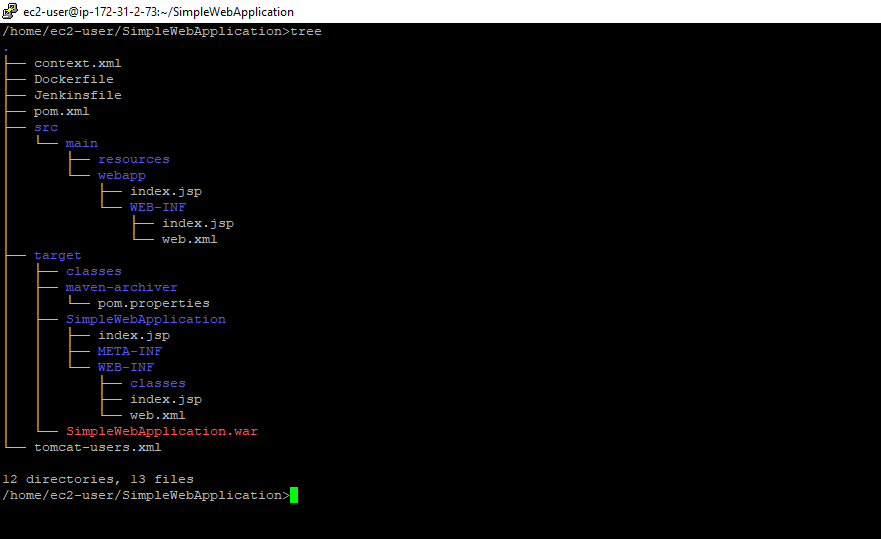 ec2-user@ip-172-31-2-73:~/SimpleWebApplication
/home/ec2-user/SimpleWebApplication>tree
.
├── context.xml
├── Dockerfile
├── Jenkinsfile
├── pom.xml
├── src
│   └── main
│       ├── resources
│       └── webapp
│           ├── index.jsp
│           └── WEB-INF
│               ├── index.jsp
│               └── web.xml
├── target
│   ├── classes
│   ├── maven-archiver
│   │   └── pom.properties
│   ├── SimpleWebApplication
│   │   ├── index.jsp
│   │   ├── META-INF
│   │   └── WEB-INF
│   │       ├── classes
│   │       ├── index.jsp
│   │       └── web.xml
│   └── SimpleWebApplication.war
└── tomcat-users.xml
12 directories, 13 files
/home/ec2-user/SimpleWebApplication>